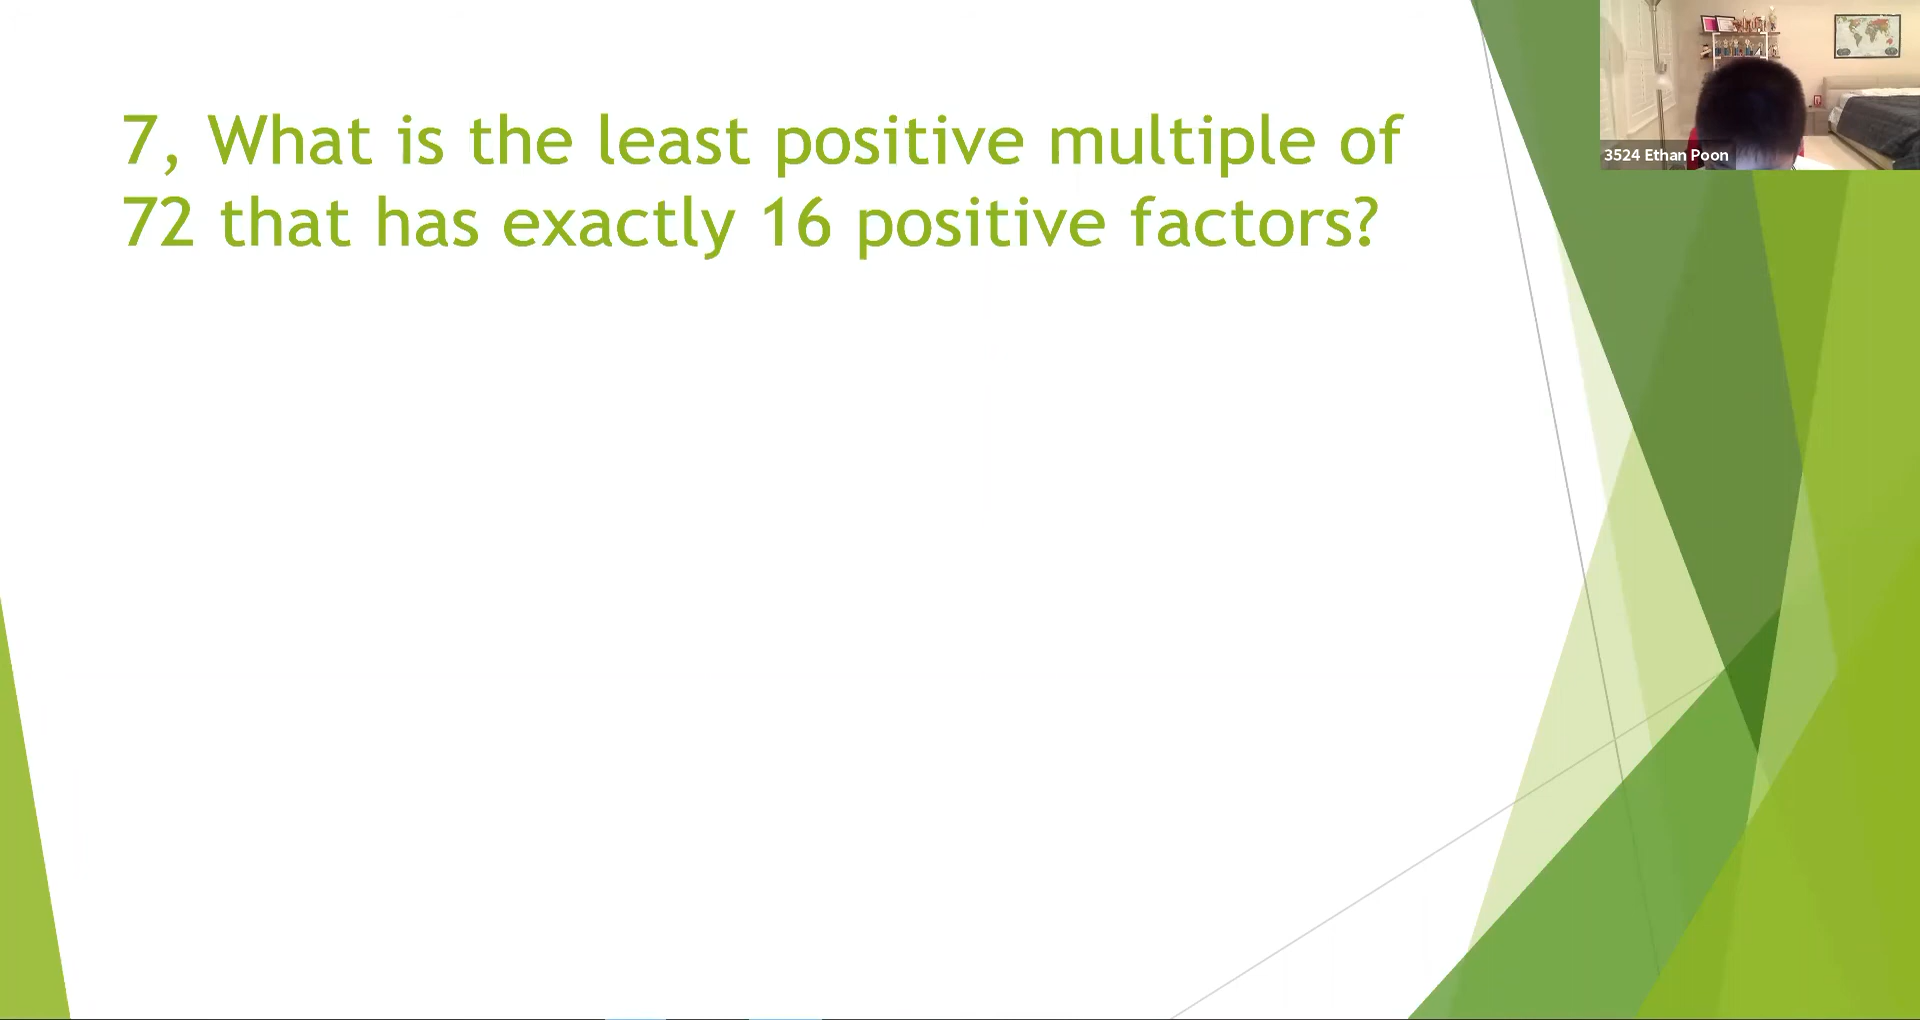 7, What is the least positive multiple of
72 that has exactly 16 positive factors?
3524 Ethan Poon